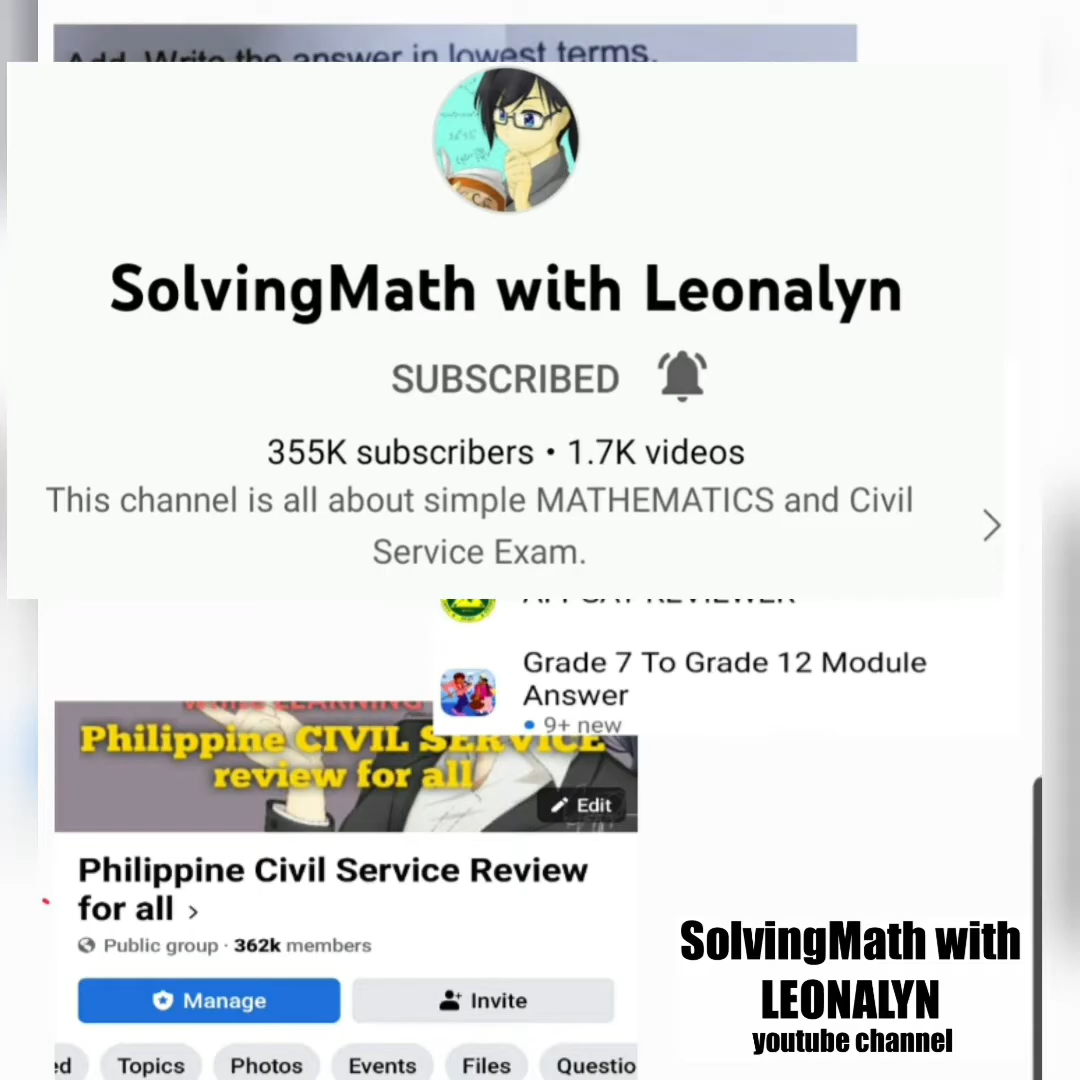 Add. Write the answer in lowest terms.
SolvingMath with Leonalyn
SUBSCRIBED
355K subscribers • 1.7K videos
This channel is all about simple MATHEMATICS and Civil
Service Exam.
Grade 7 To Grade 12 Module
Answer
9+ new
Philippine CIVIL SERVICE
review for all
Edit
Philippine Civil Service Review
for all >
Public group · 362k members
Manage
Invite
Topics
Photos
Events
Files
Questio
SolvingMath with
LEONALYN
youtube channel